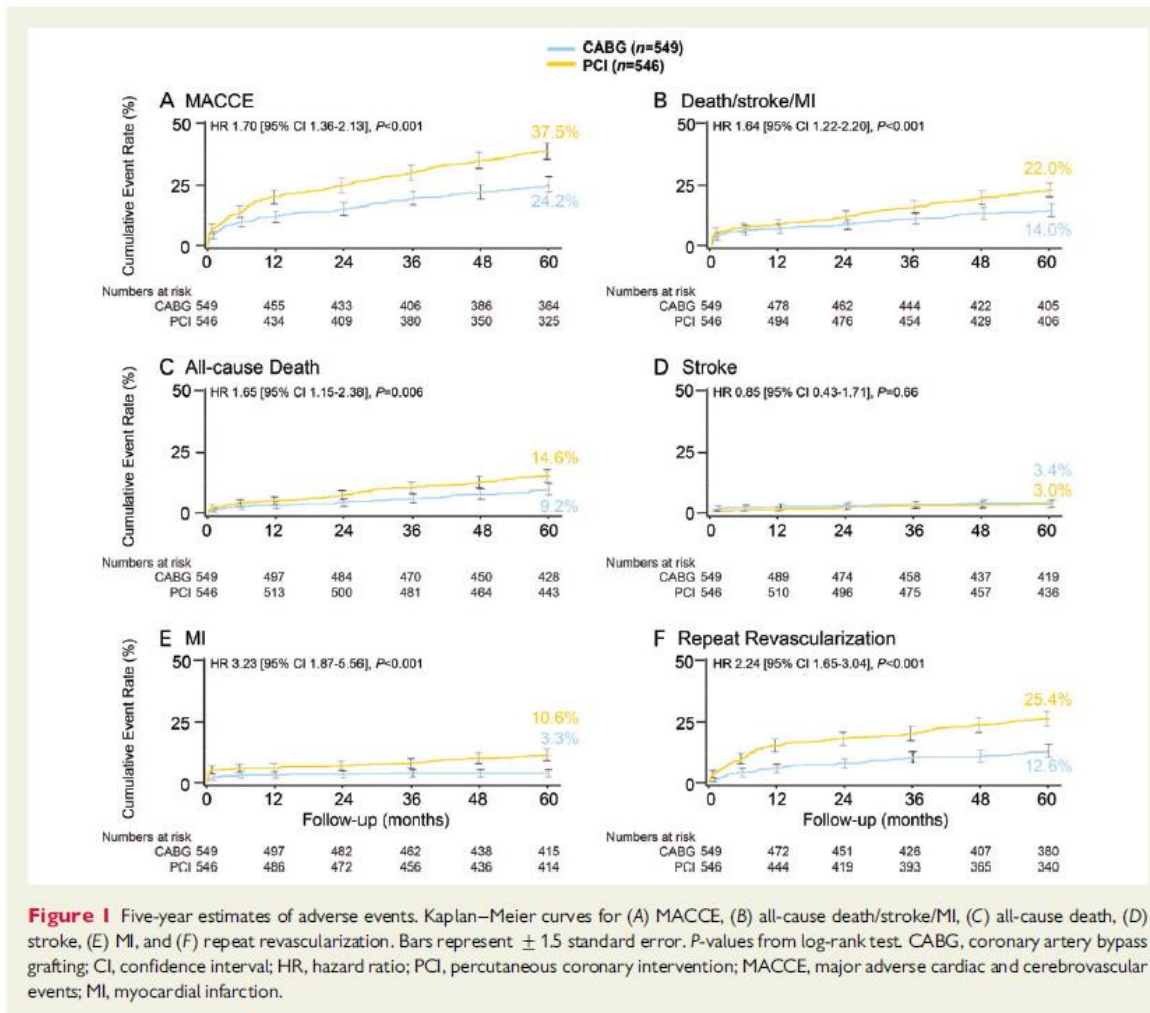 CABG (n=549)
PCI (n=546)
A MACCE
Cumulative Event Rate (%)
50
25
0
HR 1.70 [95% CI 1.36-2.13], P<0.001
37.5%
24.2%
0 12 24 36 48 60
Numbers at risk
CABG 549 455 433 406 386 364
PCI 546 434 409 380 350 325
B Death/stroke/MI
50
25
0
HR 1.64 [95% CI 1.22-2.20], P<0.001
22.0%
14.0%
0 12 24 36 48 60
CABG 549 478 462 444 422 405
PCI 546 494 476 454 429 406
C All-cause Death
Cumulative Event Rate (%)
50
25
0
HR 1.65 [95% CI 1.15-2.38], P=0.006
14.6%
9.2%
0 12 24 36 48 60
Numbers at risk
CABG 549 497 484 470 450 428
PCI 546 513 500 481 464 443
D Stroke
50
25
0
HR 0.85 [95% CI 0.43-1.71], P=0.66
3.4%
3.0%
0 12 24 36 48 60
Numbers at risk
CABG 549 489 474 458 437 419
PCI 546 510 496 475 457 436
E MI
Cumulative Event Rate (%)
50
25
0
HR 3.23 [95% CI 1.87-5.56], P<0.001
10.6%
3.3%
0 12 24 36 48 60
Follow-up (months)
Numbers at risk
CABG 549 497 482 462 438 415
PCI 546 486 472 456 436 414
F Repeat Revascularization
50
25
0
HR 2.24 [95% CI 1.65-3.04], P<0.001
25.4%
12.6%
0 12 24 36 48 60
Follow-up (months)
Numbers at risk
CABG 549 472 451 426 407 380
PCI 546 444 419 393 365 340
Figure 1 Five-year estimates of adverse events. Kaplan–Meier curves for (A) MACCE, (B) all-cause death/stroke/MI, (C) all-cause death, (D)
stroke, (E) MI, and (F) repeat revascularization. Bars represent ± 1.5 standard error. P-values from log-rank test. CABG, coronary artery bypass
grafting; CI, confidence interval; HR, hazard ratio; PCI, percutaneous coronary intervention; MACCE, major adverse cardiac and cerebrovascular
events; MI, myocardial infarction.